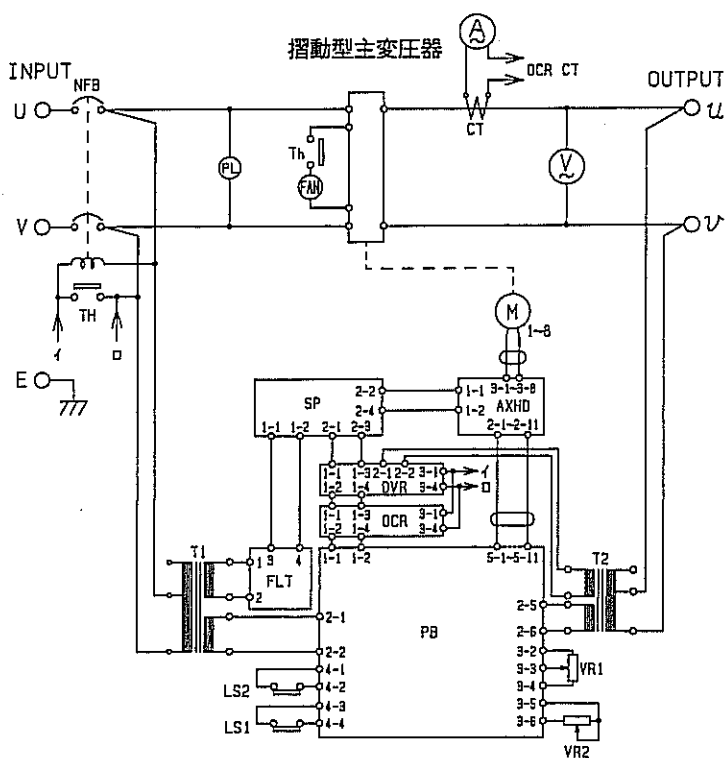 摺動型主変圧器
A
OCR CT
INPUT
NFB
OUTPUT
U
u
CT
Th
PL
FAN
V
V
v
TH
イ
ロ
M
1~8
E
SP
2-2
2-4
1-1
1-2
3-1~3-8
AXHD
2-1~2-11
1-1
1-2
2-1
2-3
1-1
1-3
2-1
2-2
3-1
イ
1-2
1-4
OVR
3-4
ロ
1-1
1-3
3-1
1-2
1-4
OCR
3-4
T1
3
4
1-1
1-2
5-1~5-11
T2
1
FLT
2
2-1
PB
2-5
2-2
2-6
4-1
3-2
LS2
4-2
3-3
VR1
4-3
3-4
LS1
4-4
3-5
3-6
VR2